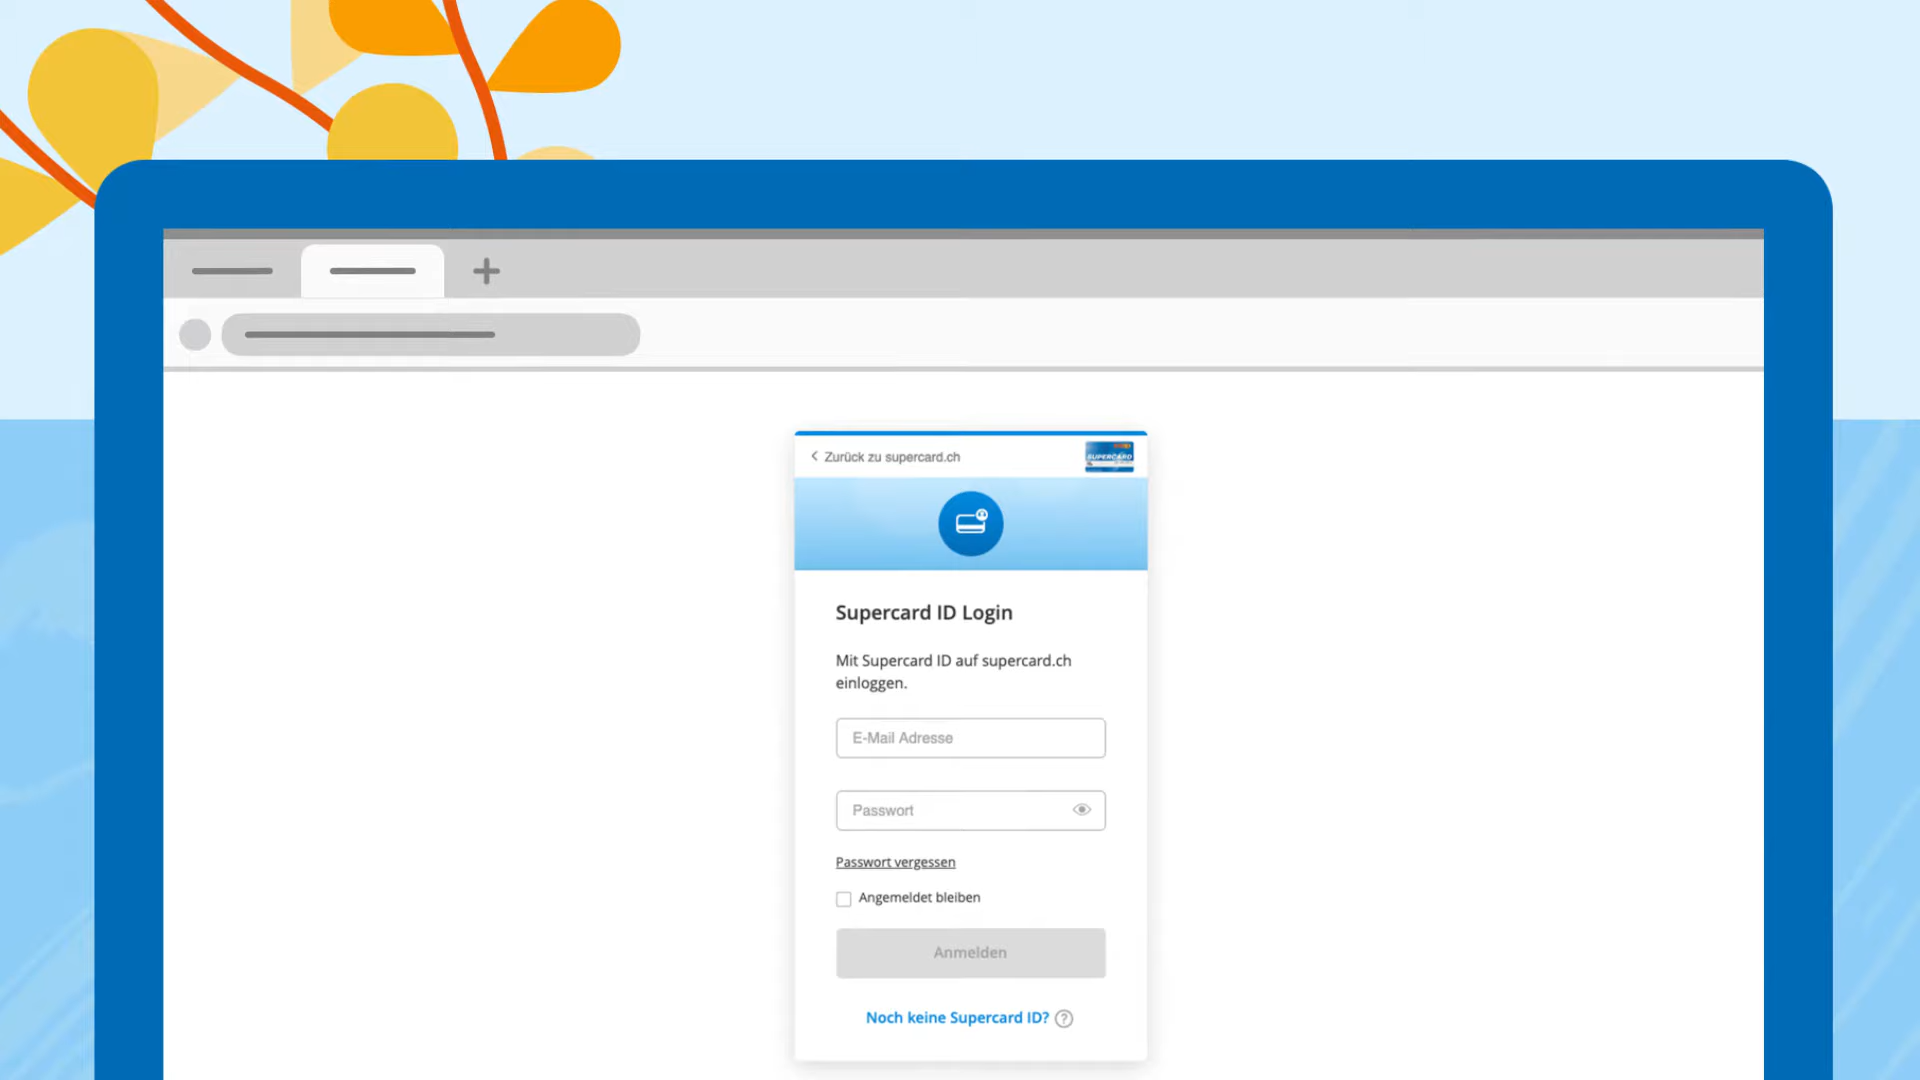 Zurück zu supercard.ch
SUPERCARD
Supercard ID Login
Mit Supercard ID auf supercard.ch
einloggen.
E-Mail Adresse
Passwort
Passwort vergessen
Angemeldet bleiben
Anmelden
Noch keine Supercard ID? ?